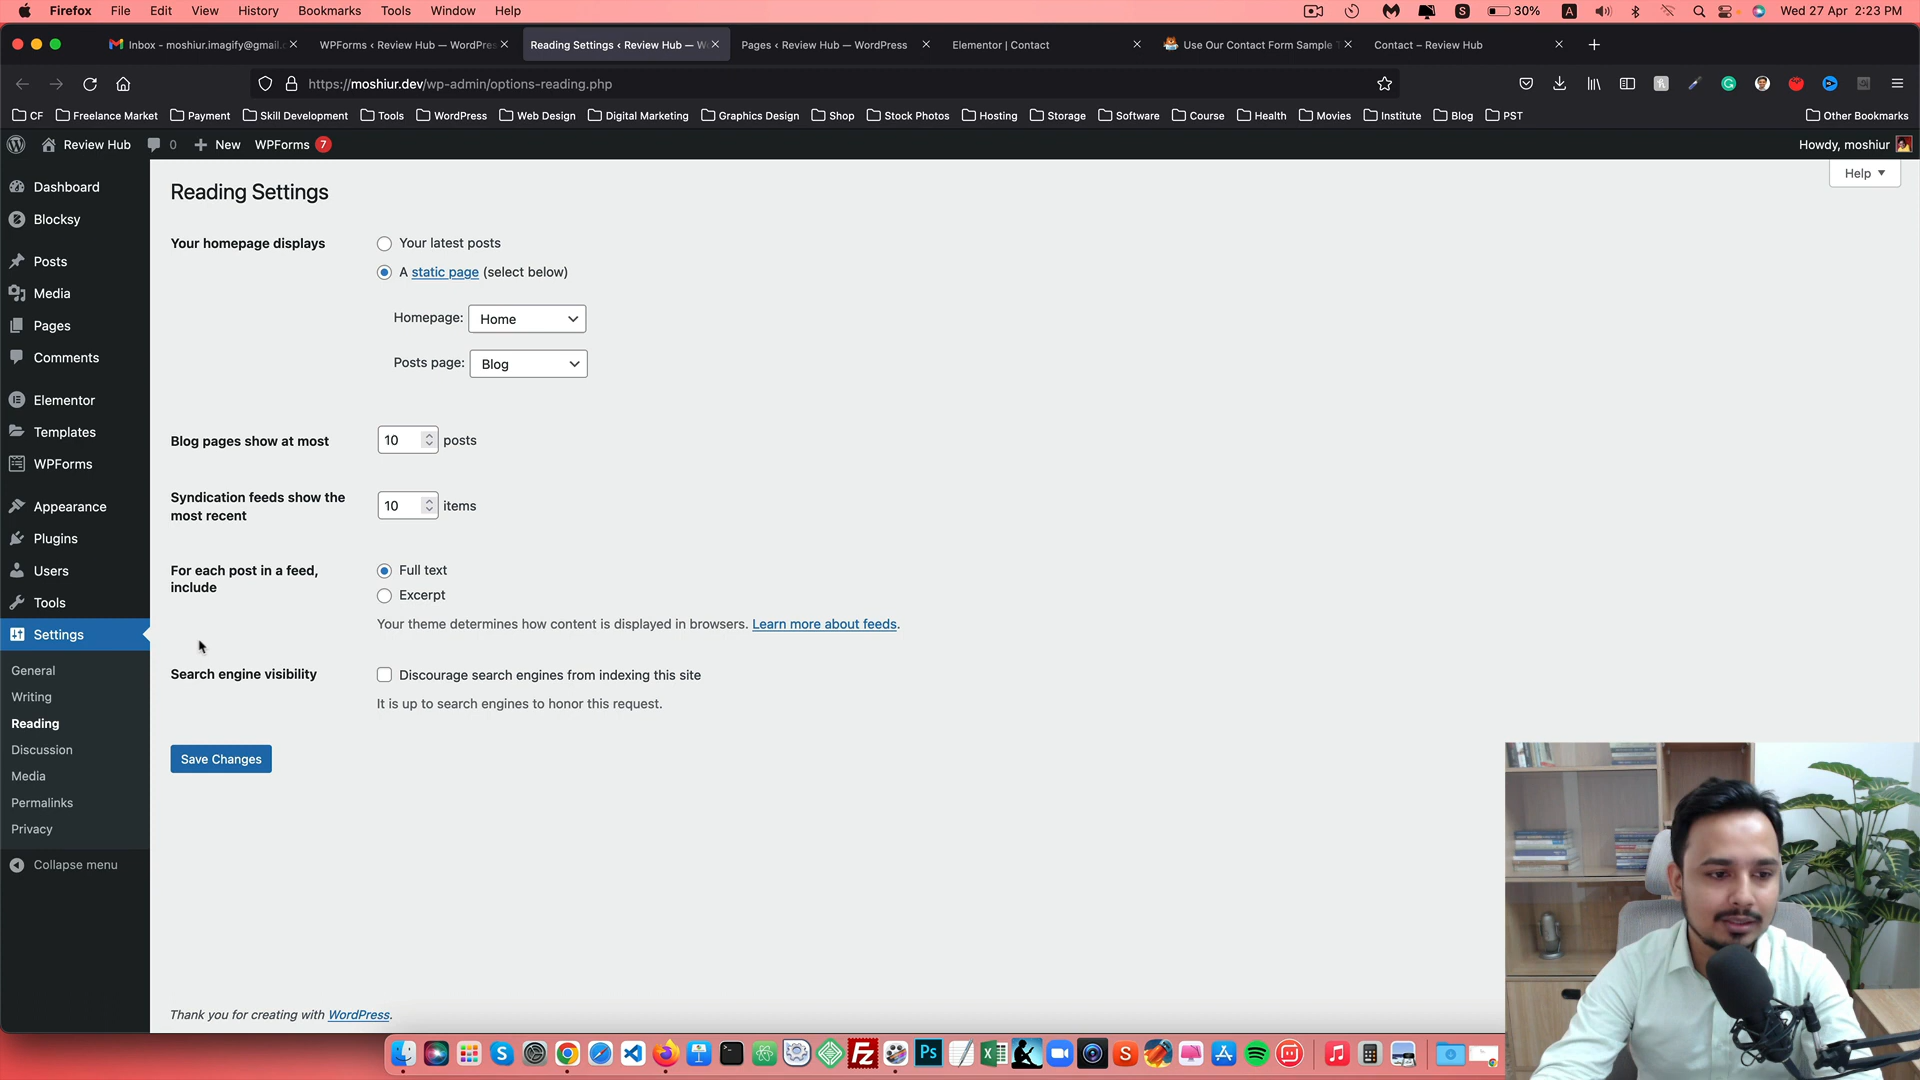 Firefox File Edit View History Bookmarks Tools Window Help 30% Wed 27 Apr 2:23 PM
Inbox - moshiur.imagify@gmail. WPForms ‹ Review Hub — WordPres Reading Settings ‹ Review Hub — W Pages ‹ Review Hub — WordPress Elementor | Contact Use Our Contact Form Sample T Contact – Review Hub
https://moshiur.dev/wp-admin/options-reading.php
CF Freelance Market Payment Skill Development Tools WordPress Web Design Digital Marketing Graphics Design Shop Stock Photos Hosting Storage Software Course Health Movies Institute Blog PST Other Bookmarks
Review Hub 0 New WPForms 7 Howdy, moshiur
Help
Dashboard
Blocksy
Posts
Media
Pages
Comments
Elementor
Templates
WPForms
Appearance
Plugins
Users
Tools
Settings
General
Writing
Reading
Discussion
Media
Permalinks
Privacy
Collapse menu
Reading Settings
Your homepage displays
Your latest posts
A static page (select below)
Homepage: Home
Posts page: Blog
Blog pages show at most 10 posts
Syndication feeds show the
most recent
10 items
For each post in a feed,
include
Full text
Excerpt
Your theme determines how content is displayed in browsers. Learn more about feeds.
Search engine visibility
Discourage search engines from indexing this site
It is up to search engines to honor this request.
Save Changes
Thank you for creating with WordPress.